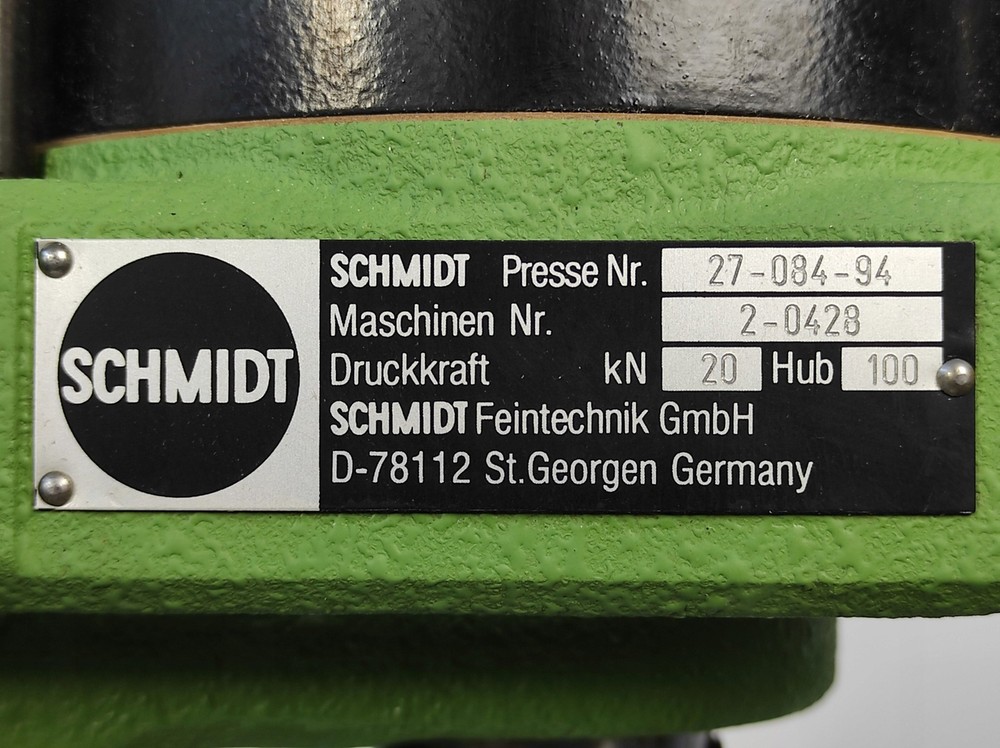 SCHMIDT
SCHMIDT Presse Nr. 27-084-94
Maschinen Nr. 2-0428
Druckkraft kN 20 Hub 100
SCHMIDT Feintechnik GmbH
D-78112 St.Georgen Germany